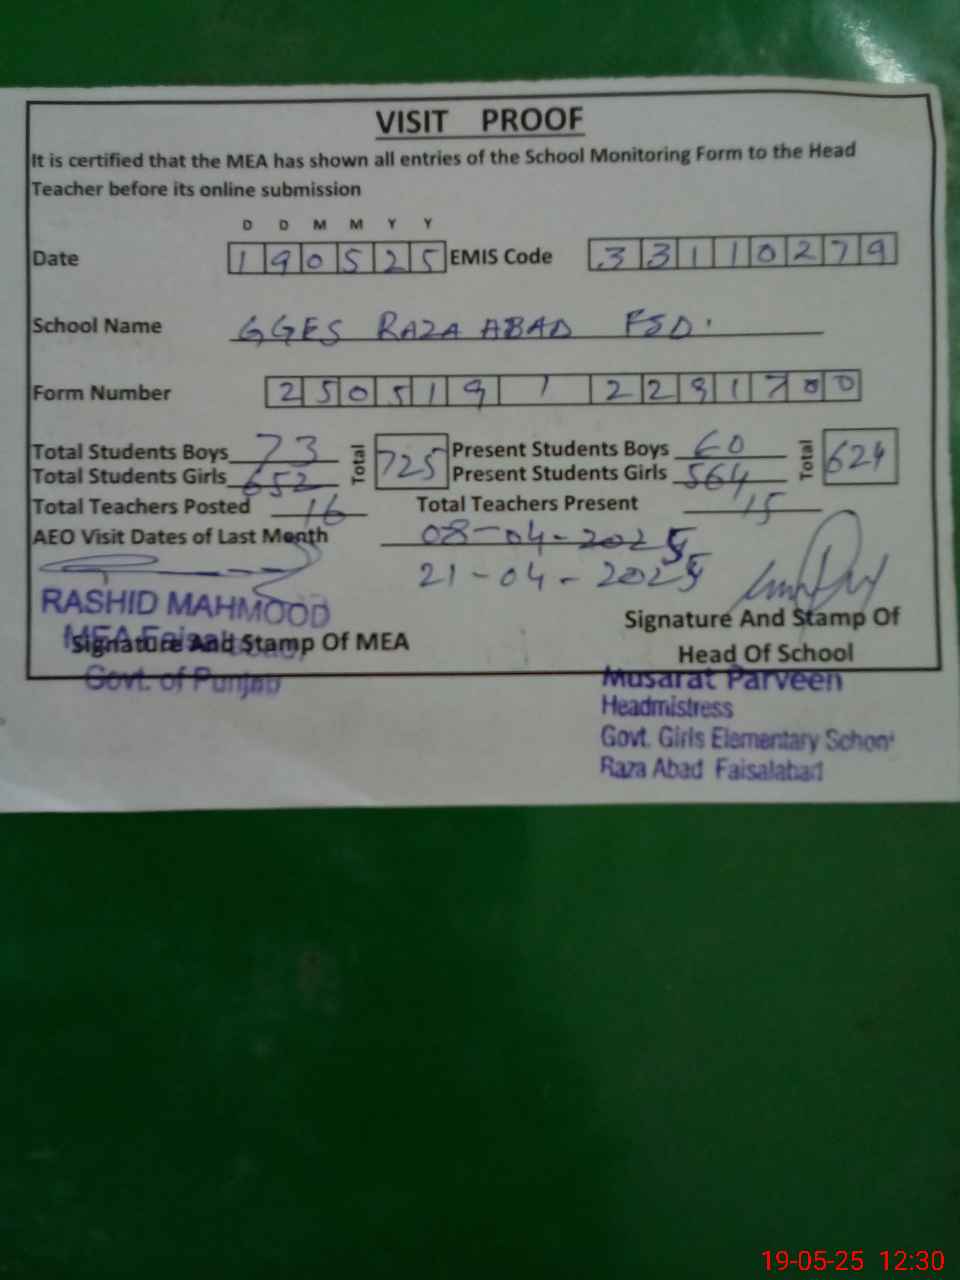 VISIT PROOF
It is certified that the MEA has shown all entries of the School Monitoring Form to the Head
Teacher before its online submission
D D M M Y Y
Date 190525 EMIS Code 33110279
School Name GGES RAZA ABAD FSD.
Form Number 250519 / 2291700
Total Students Boys 73 Total 725 Present Students Boys 60 Total 624
Total Students Girls 652 Present Students Girls 564
Total Teachers Posted 16 Total Teachers Present 15
AEO Visit Dates of Last Month 08-04-2025
21-04-2025
RASHID MAHMOOD
MEA Faisalabad
Signature And Stamp Of MEA
Govt. of Punjab
Signature And Stamp Of
Head Of School
Musarat Parveen
Headmistress
Govt. Girls Elementary School
Raza Abad Faisalabad
19-05-25 12:30